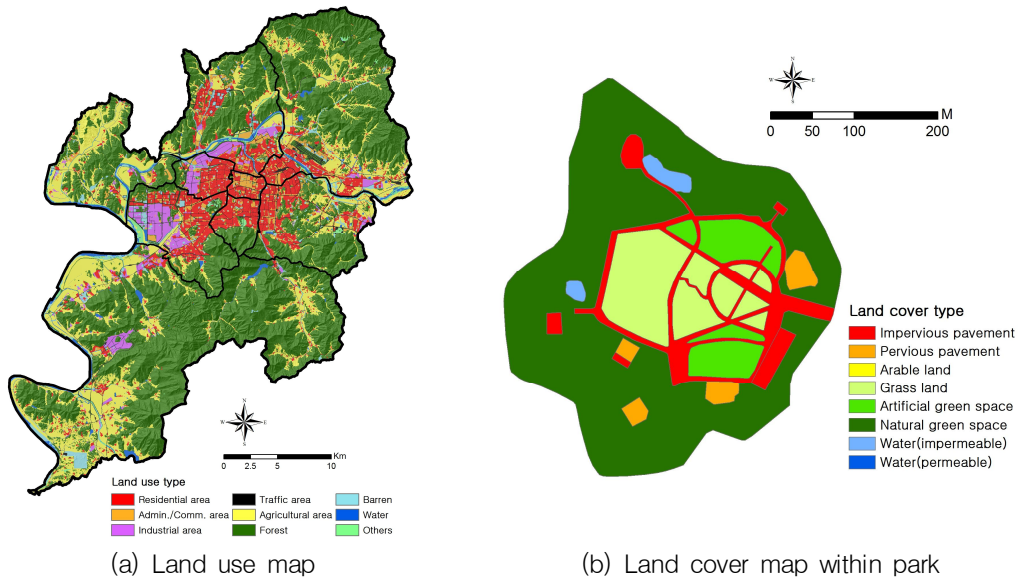 N
W E
S
0 50 100 200 M
N
W E
S
0 2.5 5 10 Km
Land use type
Residential area Traffic area Barren
Admin./Comm. area Agricultural area Water
Industrial area Forest Others
Land cover type
Impervious pavement
Pervious pavement
Arable land
Grass land
Artificial green space
Natural green space
Water(impermeable)
Water(permeable)
(a) Land use map
(b) Land cover map within park